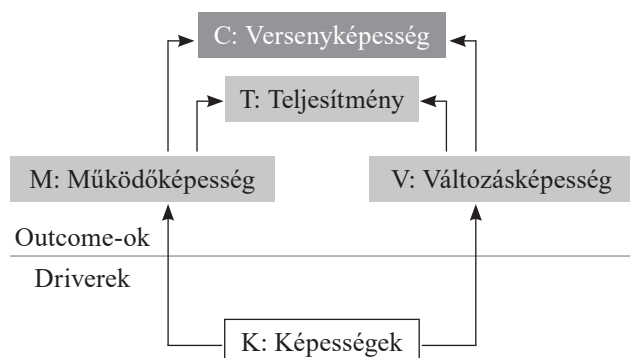 C: Versenyképesség
T: Teljesítmény
M: Működőképesség
V: Változásképesség
Outcome-ok
Driverek
K: Képességek